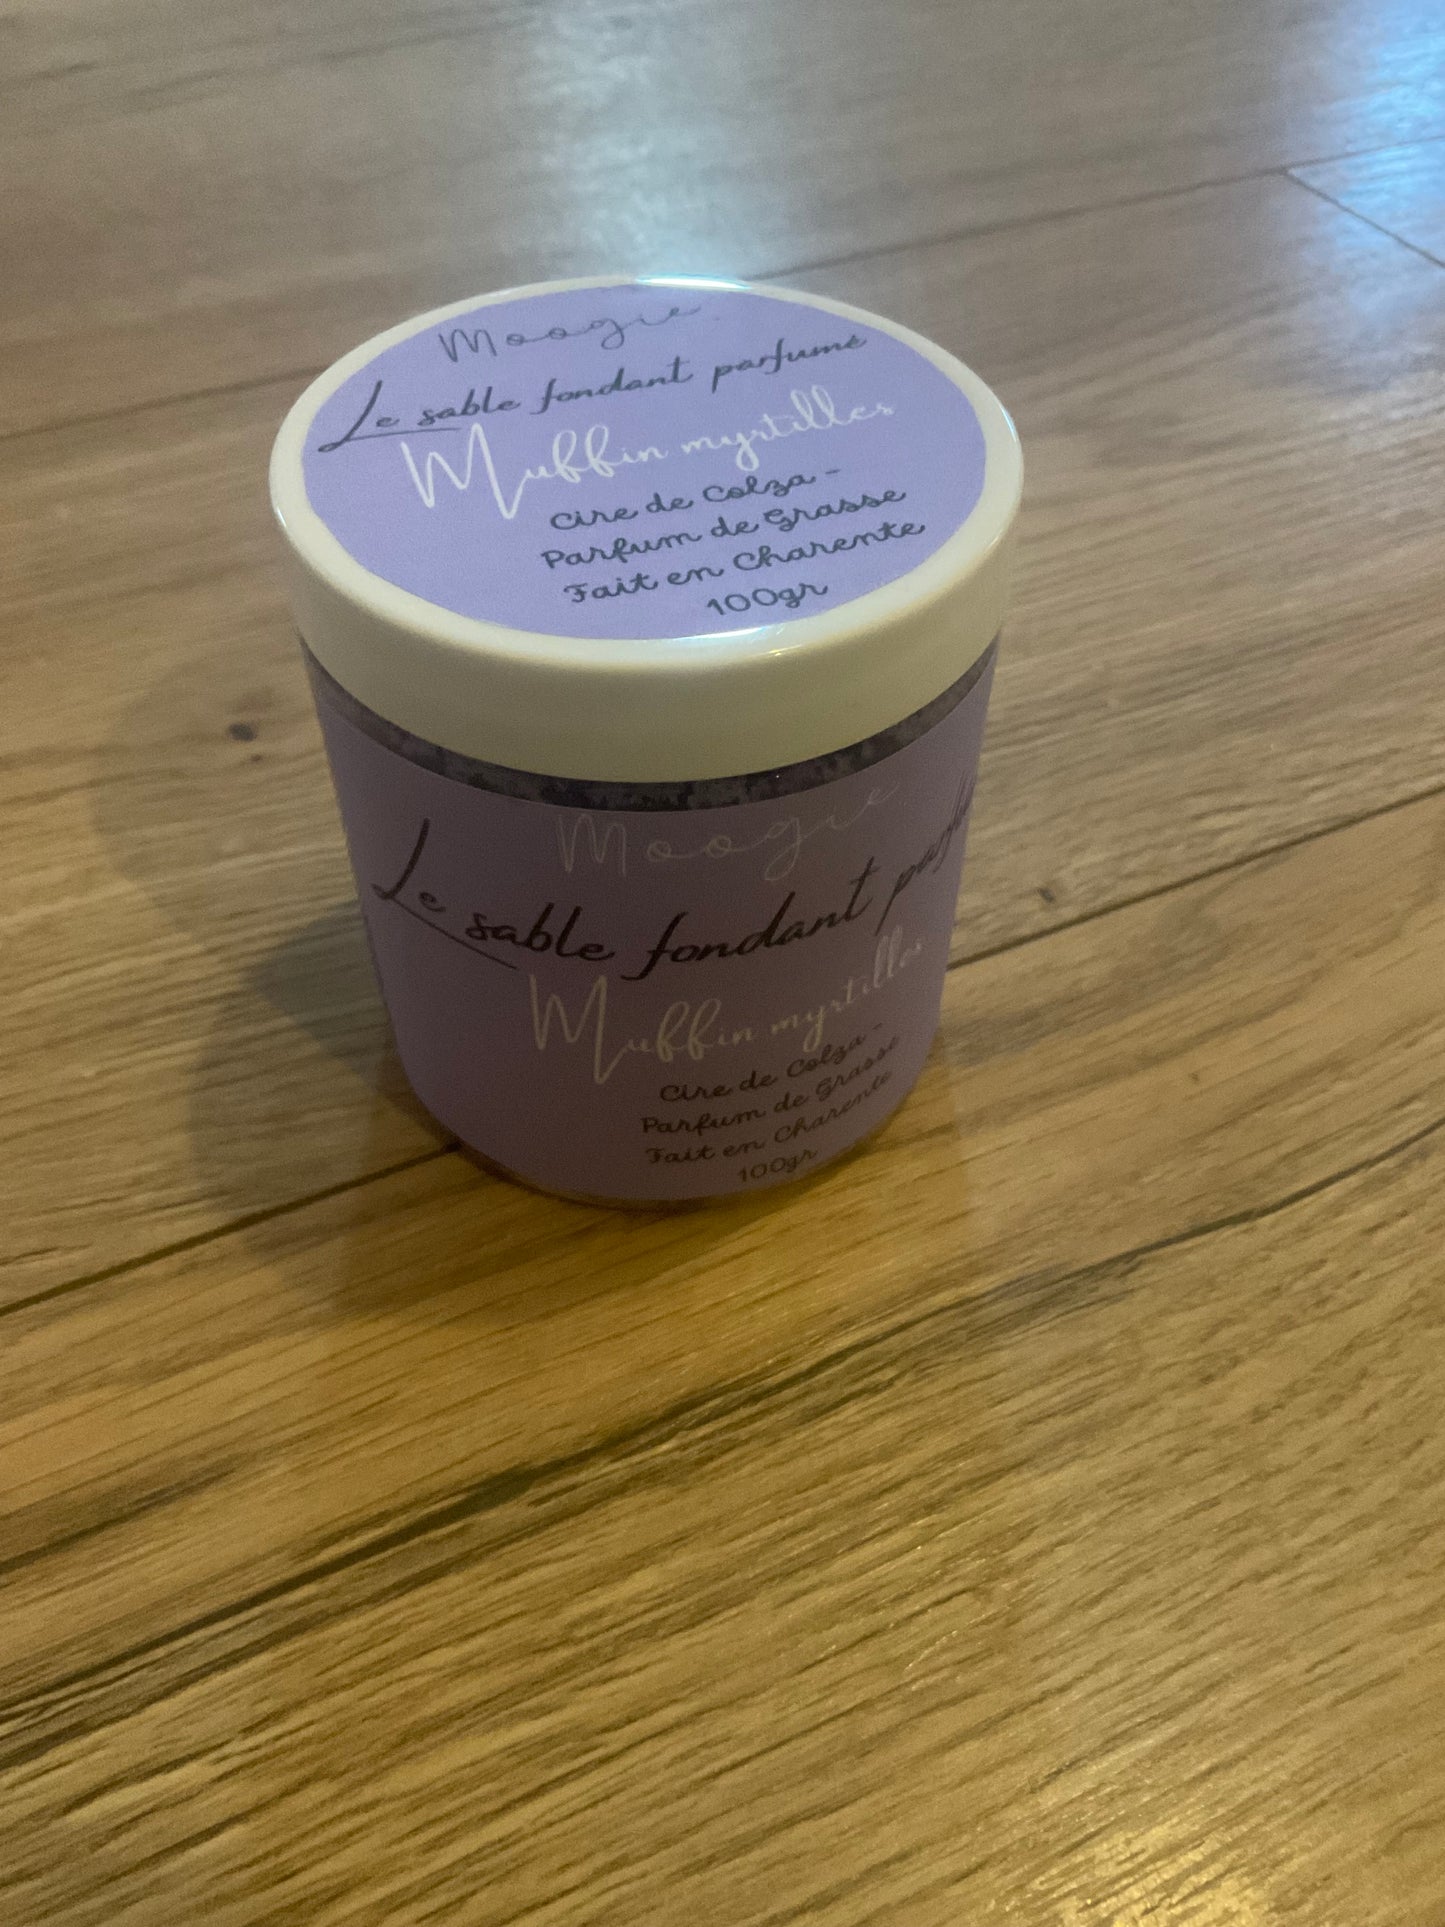 Moogie
Le sable fondant parfumé
Muffin myrtilles
Cire de Colza -
Parfum de Grasse
Fait en Charente
100gr
Moogie
Le sable fondant
Muffin myrtilles
Cire de Colza -
Parfum de Grasse
Fait en Charente
100gr